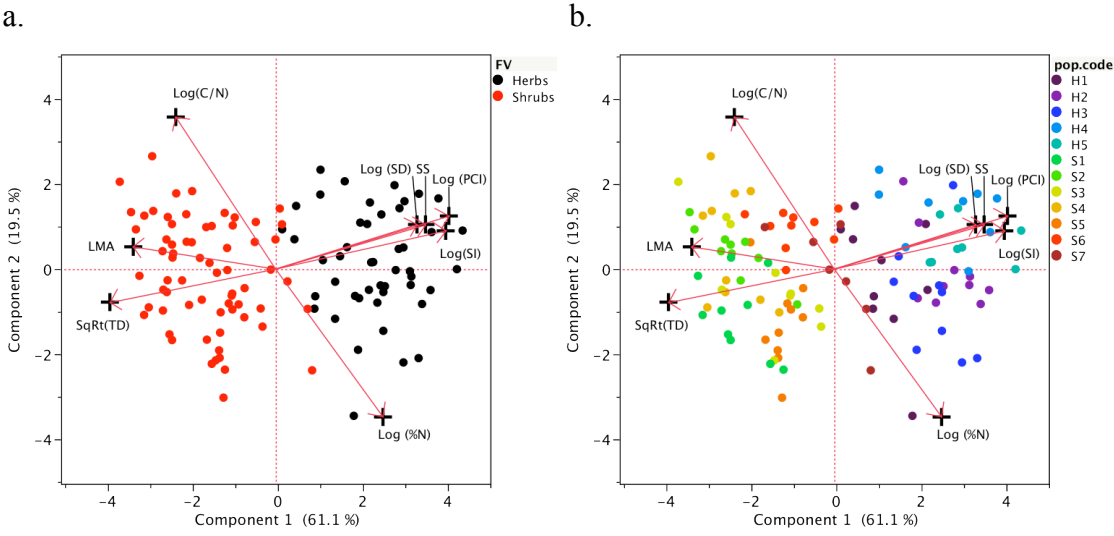 a.
FV
Herbs
Shrubs
Component 2 (19.5 %)
4
2
0
−2
−4
Log(C/N)
Log (SD) SS
Log (PCI)
LMA
Log(SI)
SqRt(TD)
Log (%N)
−4 −2 0 2 4
Component 1 (61.1 %)
b.
pop.code
H1
H2
H3
H4
H5
S1
S2
S3
S4
S5
S6
S7
Component 2 (19.5 %)
4
2
0
−2
−4
Log(C/N)
Log (SD) SS
Log (PCI)
LMA
Log(SI)
SqRt(TD)
Log (%N)
−4 −2 0 2 4
Component 1 (61.1 %)